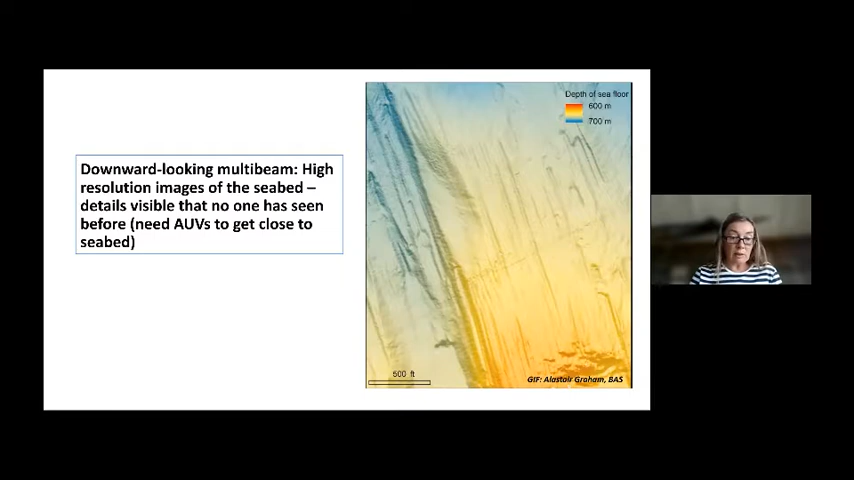 Downward-looking multibeam: High
resolution images of the seabed –
details visible that no one has seen
before (need AUVs to get close to
seabed)
Depth of sea floor
600 m
700 m
500 ft
GIF: Alastair Graham, BAS